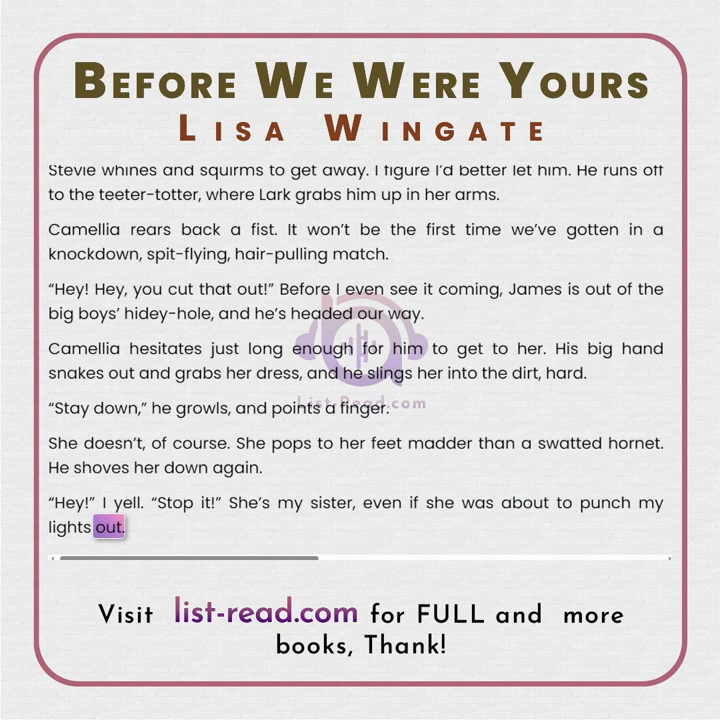 BEFORE WE WERE YOURS
LISA WINGATE
Stevie whines and squirms to get away. I figure I'd better let him. He runs off
to the teeter-totter, where Lark grabs him up in her arms.
Camellia rears back a fist. It won't be the first time we've gotten in a
knockdown, spit-flying, hair-pulling match.
“Hey! Hey, you cut that out!” Before I even see it coming, James is out of the
big boys' hidey-hole, and he's headed our way.
Camellia hesitates just long enough for him to get to her. His big hand
snakes out and grabs her dress, and he slings her into the dirt, hard.
List-Read.com
“Stay down,” he growls, and points a finger.
She doesn't, of course. She pops to her feet madder than a swatted hornet.
He shoves her down again.
“Hey!” I yell. “Stop it!” She's my sister, even if she was about to punch my
lights out.
Visit list-read.com for FULL and more
books, Thank!